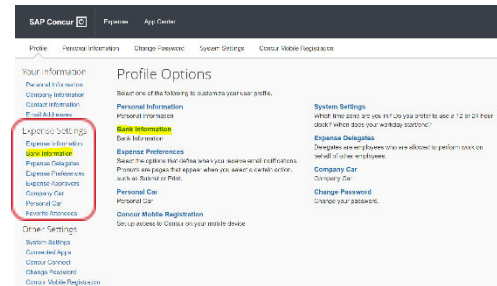 SAP Concur
Expense
App Center
Profile
Personal Information
Change Password
System Settings
Concur Mobile Registration
Your Information
Personal Information
Company Information
Contact Information
Email Addresses
Expense Settings
Expense Information
Bank Information
Expense Delegates
Expense Preferences
Expense Approvers
Company Car
Personal Car
Favorite Attendees
Other Settings
System Settings
Connected Apps
Concur Connect
Change Password
Concur Mobile Registration
Profile Options
Select one of the following to customize your user profile.
Personal Information
Personal Information
Bank Information
Bank Information
Expense Preferences
Select the options that define when you receive email notifications.
Prompts are pages that appear when you select a certain action,
such as Submit or Print.
Personal Car
Personal Car
Concur Mobile Registration
Set up access to Concur on your mobile device
System Settings
Which time zone are you in? Do you prefer to use a 12 or 24-hour
clock? When does your workday start/end?
Expense Delegates
Delegates are employees who are allowed to perform work on
behalf of other employees.
Company Car
Company Car
Change Password
Change your password.